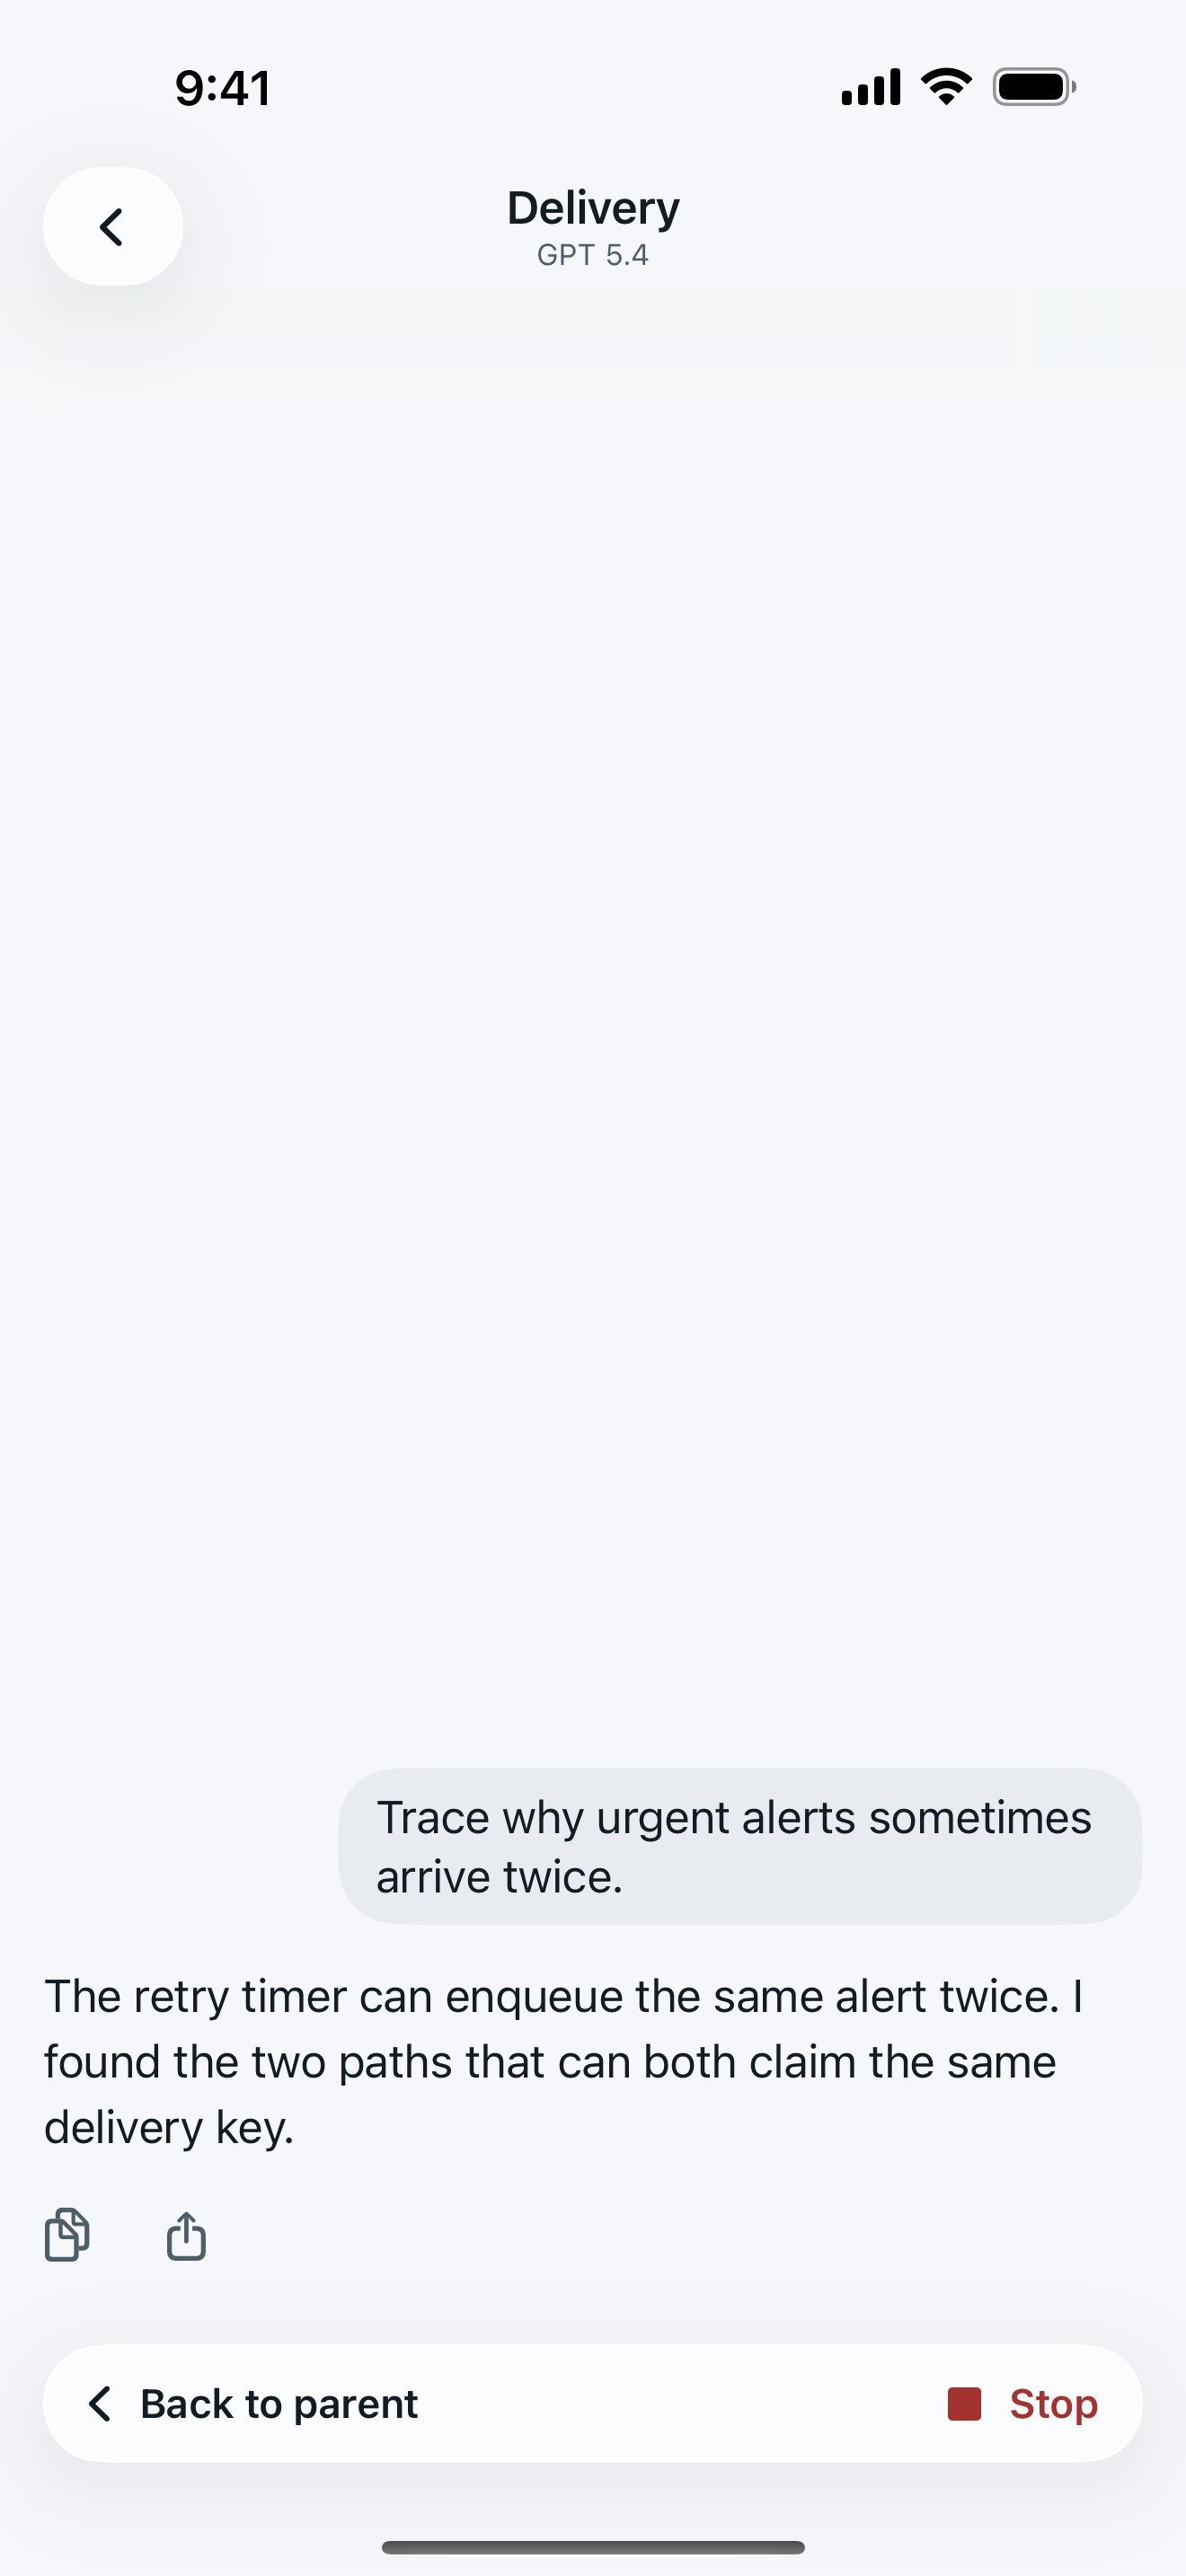 9:41
Delivery
GPT 5.4
Trace why urgent alerts sometimes
arrive twice.
The retry timer can enqueue the same alert twice. I
found the two paths that can both claim the same
delivery key.
Back to parent
Stop